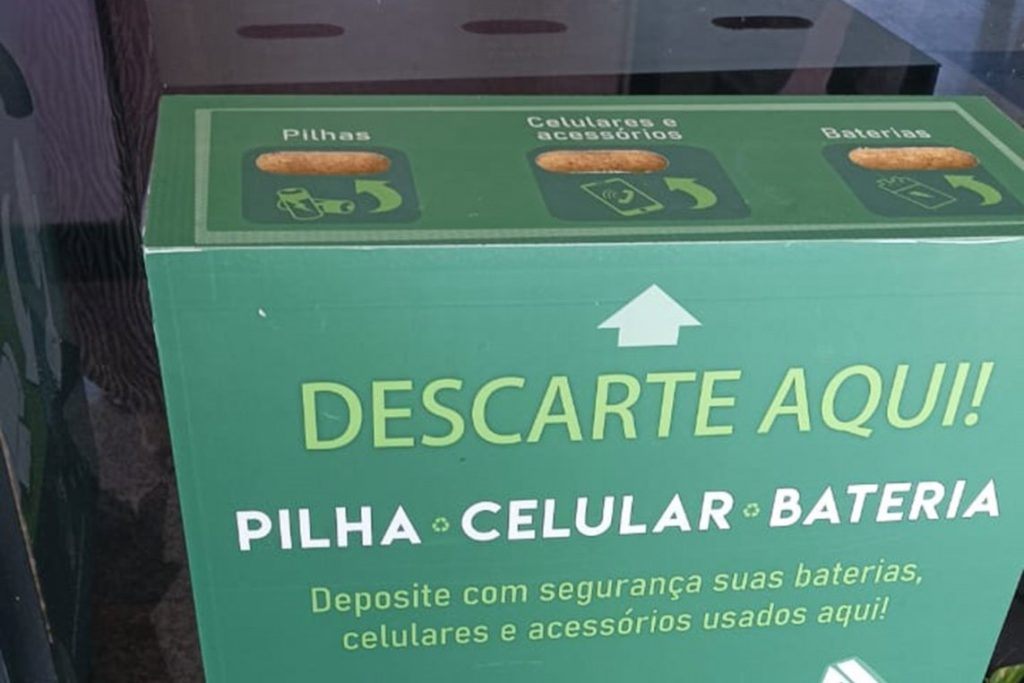 Pilhas
Celulares e
acessórios
Baterias
DESCARTE AQUI!
PILHA CELULAR BATERIA
Deposite com segurança suas baterias,
celulares e acessórios usados aqui!